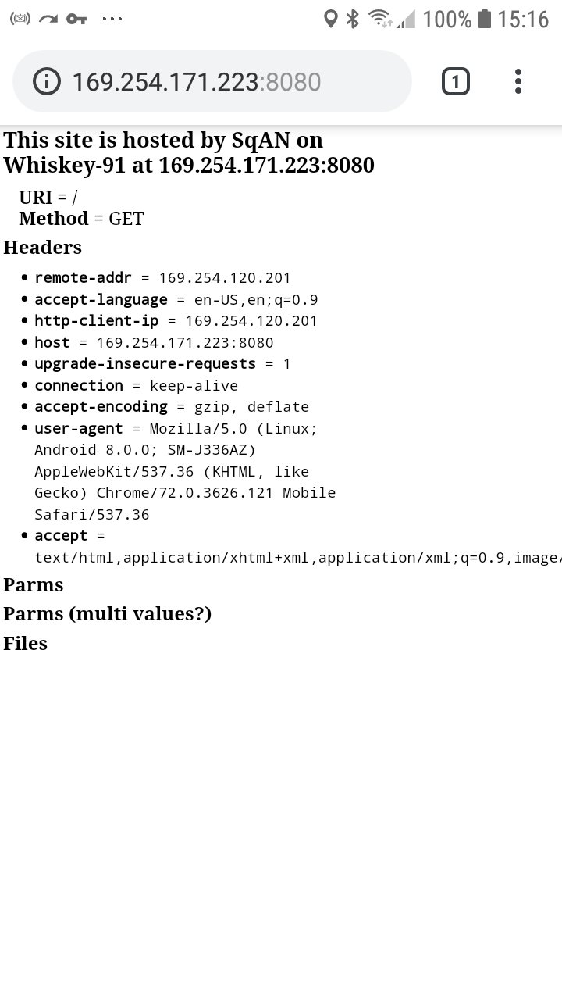 100% 15:16
169.254.171.223:8080
1
This site is hosted by SqAN on
Whiskey-91 at 169.254.171.223:8080
URI = /
Method = GET
Headers
• remote-addr = 169.254.120.201
• accept-language = en-US,en;q=0.9
• http-client-ip = 169.254.120.201
• host = 169.254.171.223:8080
• upgrade-insecure-requests = 1
• connection = keep-alive
• accept-encoding = gzip, deflate
• user-agent = Mozilla/5.0 (Linux;
Android 8.0.0; SM-J336AZ)
AppleWebKit/537.36 (KHTML, like
Gecko) Chrome/72.0.3626.121 Mobile
Safari/537.36
• accept =
text/html,application/xhtml+xml,application/xml;q=0.9,image/
Parms
Parms (multi values?)
Files